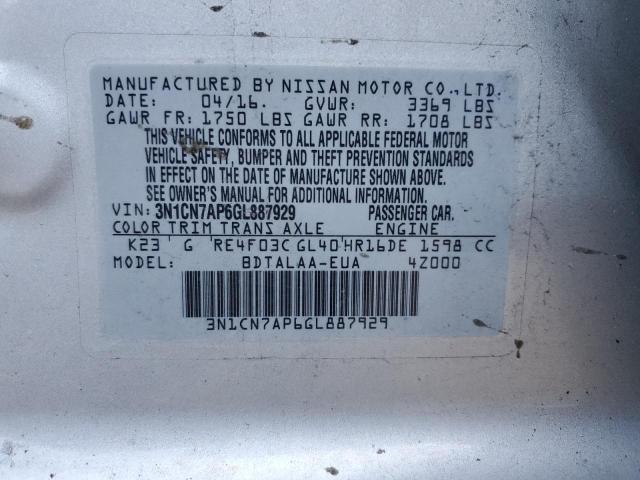 MANUFACTURED BY NISSAN MOTOR CO.,LTD.
DATE: 04/16. GVWR: 3369 LBS
GAWR FR: 1750 LBS GAWR RR: 1708 LBS
THIS VEHICLE CONFORMS TO ALL APPLICABLE FEDERAL MOTOR
VEHICLE SAFETY, BUMPER AND THEFT PREVENTION STANDARDS
IN EFFECT ON THE DATE OF MANUFACTURE SHOWN ABOVE.
SEE OWNER'S MANUAL FOR ADDITIONAL INFORMATION.
VIN: 3N1CN7AP6GL887929 PASSENGER CAR.
COLOR TRIM TRANS AXLE ENGINE
K23 G RE4F03C GL40 HR16DE 1598 CC
MODEL: BDTALAA-EUA 4Z000
3N1CN7AP6GL887929